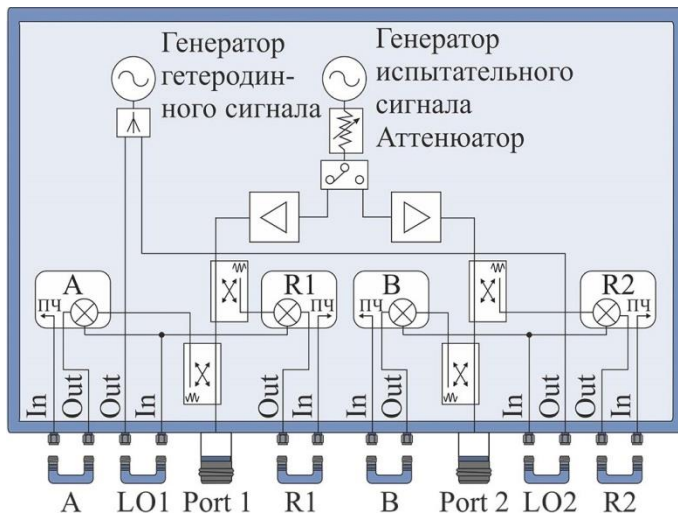 Генератор
гетеродин-
ного сигнала
Генератор
испытательного
сигнала
Аттенюатор
A
ПЧ
R1
ПЧ
B
ПЧ
R2
ПЧ
In
Out
Out
In
Out
In
In
Out
In
Out
Out
In
A
LO1
Port 1
R1
B
Port 2
LO2
R2